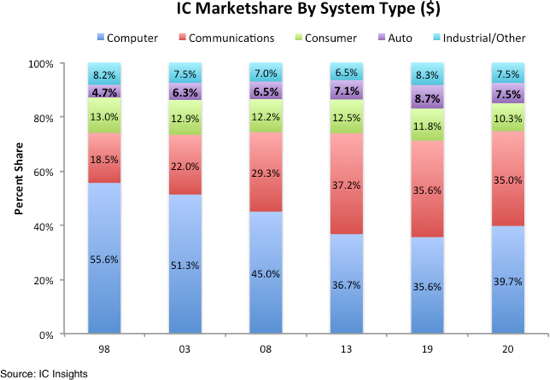 IC Marketshare By System Type ($)
Computer Communications Consumer Auto Industrial/Other
Percent Share
100%
80%
60%
40%
20%
0%
8.2% 7.5% 7.0% 6.5% 8.3% 7.5%
4.7% 6.3% 6.5% 7.1% 8.7% 7.5%
13.0% 12.9% 12.2% 12.5% 11.8% 10.3%
18.5% 22.0% 29.3% 37.2% 35.6% 35.0%
55.6% 51.3% 45.0% 36.7% 35.6% 39.7%
98 03 08 13 19 20
Source: IC Insights